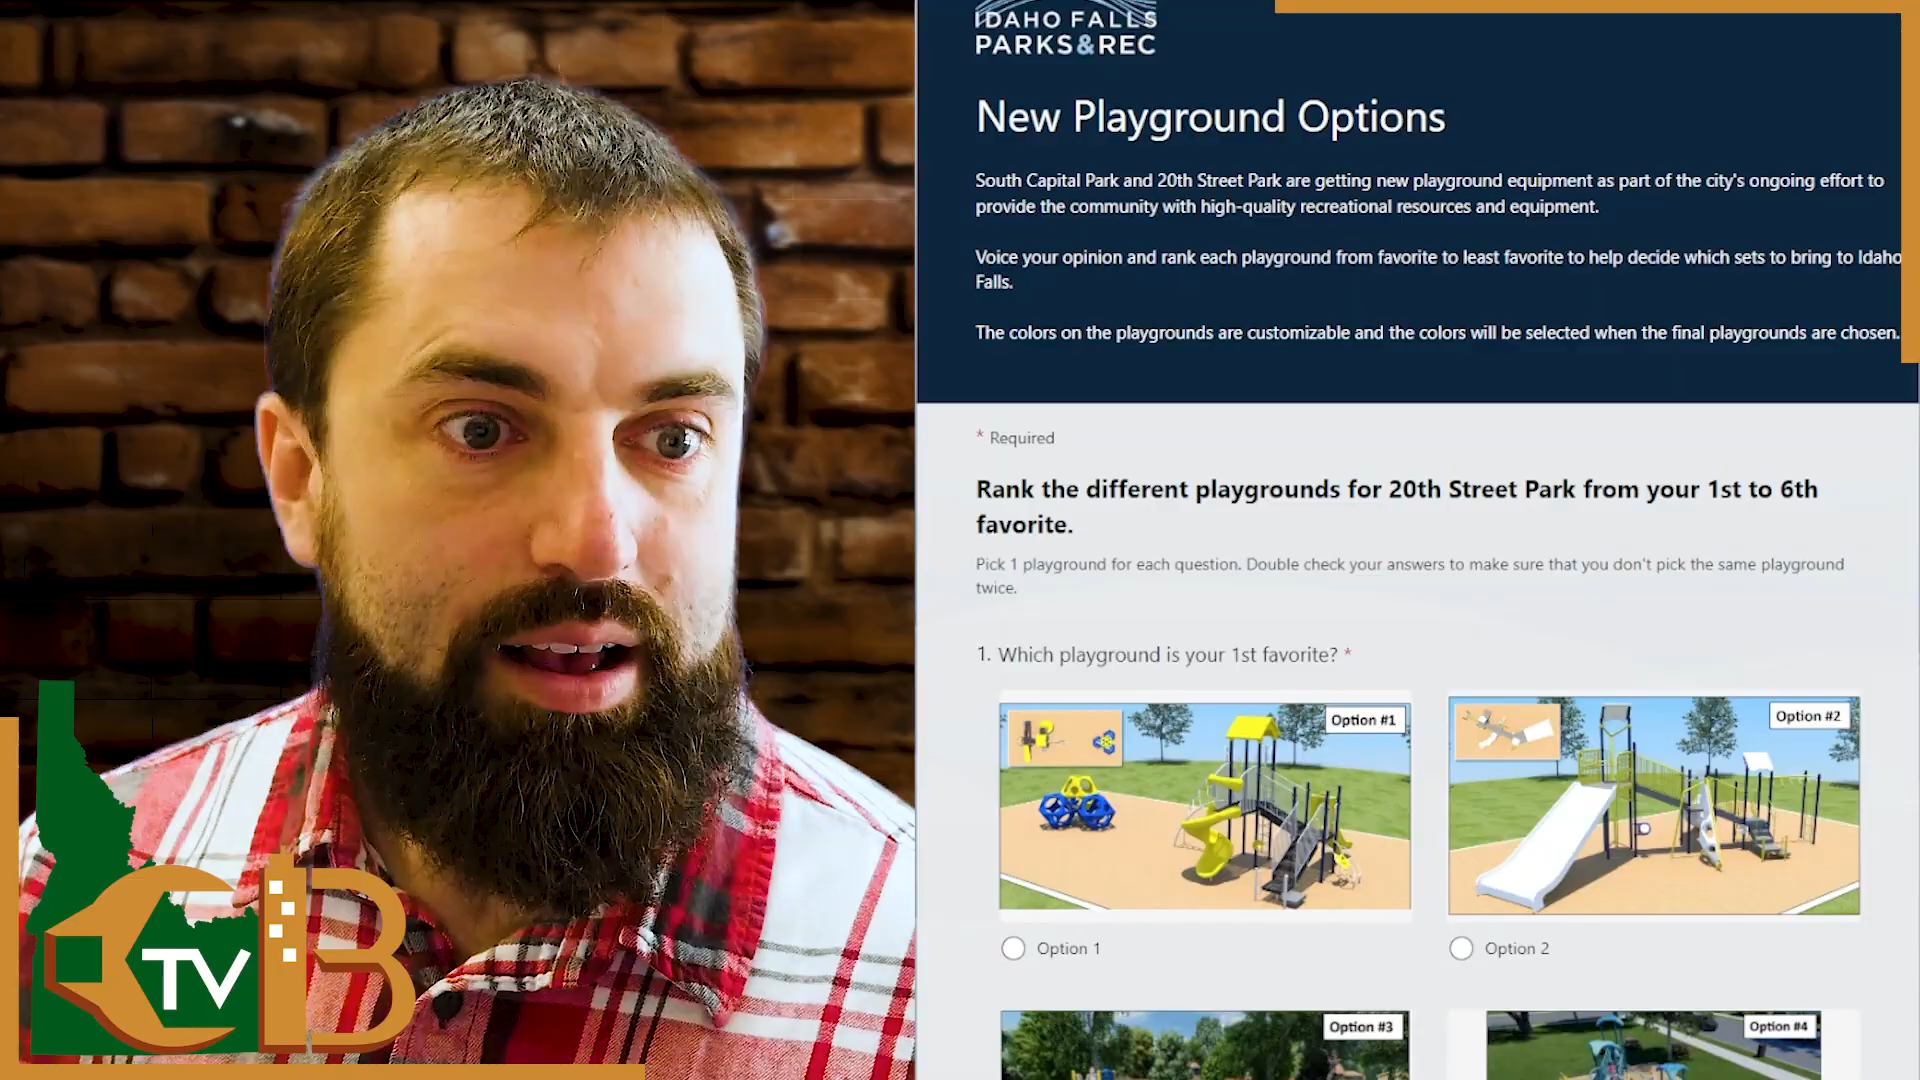 IDAHO FALLS
PARKS&REC
New Playground Options
South Capital Park and 20th Street Park are getting new playground equipment as part of the city's ongoing effort to
provide the community with high-quality recreational resources and equipment.
Voice your opinion and rank each playground from favorite to least favorite to help decide which sets to bring to Idaho
Falls.
The colors on the playgrounds are customizable and the colors will be selected when the final playgrounds are chosen.
* Required
Rank the different playgrounds for 20th Street Park from your 1st to 6th
favorite.
Pick 1 playground for each question. Double check your answers to make sure that you don't pick the same playground
twice.
1. Which playground is your 1st favorite? *
Option #1
Option #2
Option 1
Option 2
Option #3
Option #4
TV B